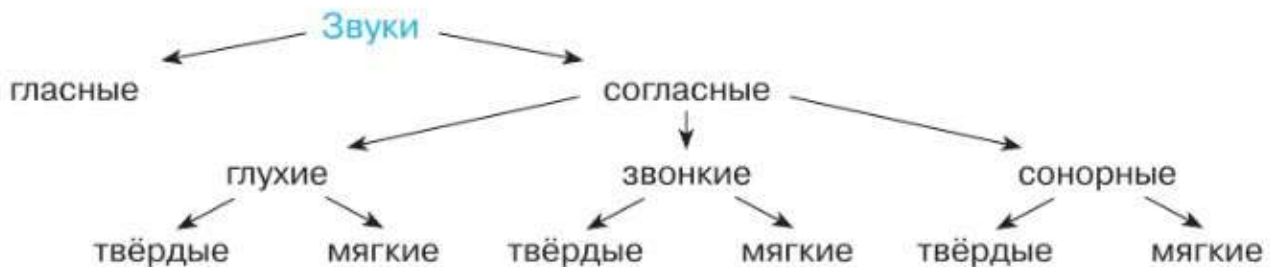 Звуки
гласные согласные
глухие звонкие сонорные
твёрдые мягкие твёрдые мягкие твёрдые мягкие